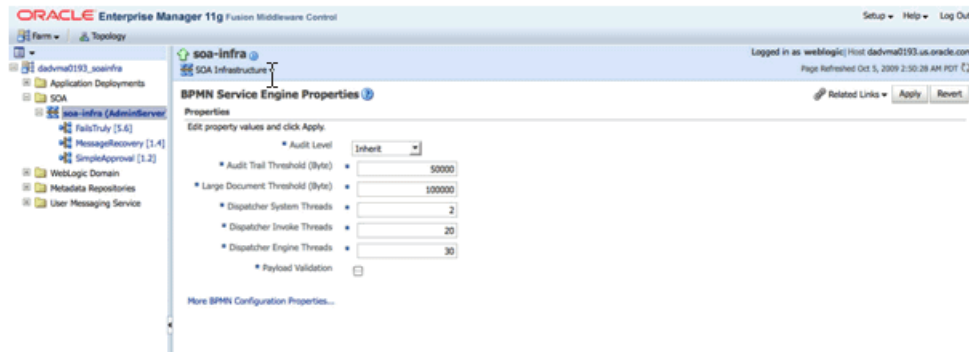 ORACLE Enterprise Manager 11g Fusion Middleware Control
Setup Help Log Out
Farm Topology
dadvma0193_soainfra
Application Deployments
SOA
soa-infra (AdminServer
FailsTruly [5.6]
MessageRecovery [1.4]
SimpleApproval [1.2]
WebLogic Domain
Metadata Repositories
User Messaging Service
soa-infra
Logged in as weblogic| Host dadvma0193.us.oracle.com
SOA Infrastructure
Page Refreshed Oct 5, 2009 2:50:28 AM PDT
BPMN Service Engine Properties
Related Links Apply Revert
Properties
Edit property values and click Apply.
* Audit Level Inherit
* Audit Trail Threshold (Byte) 50000
* Large Document Threshold (Byte) 100000
* Dispatcher System Threads 2
* Dispatcher Invoke Threads 20
* Dispatcher Engine Threads 30
* Payload Validation
More BPMN Configuration Properties...